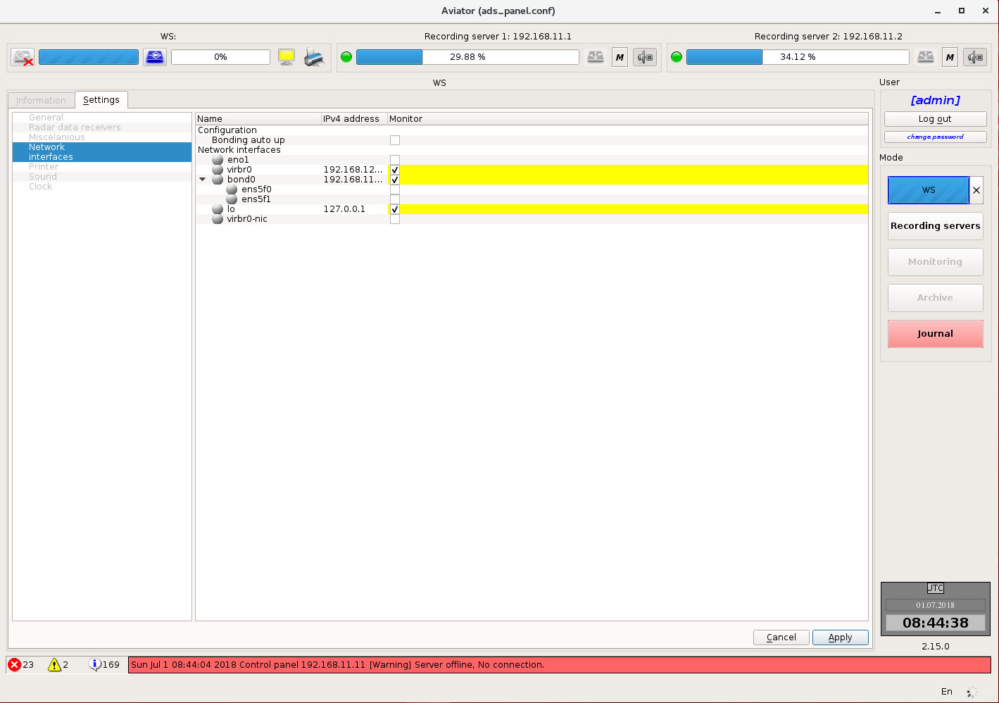 Aviator (ads_panel.conf)
WS:
Recording server 1: 192.168.11.1
Recording server 2: 192.168.11.2
0%
29.88 %
M
34.12 %
M
WS
User
Information
Settings
[admin]
Log out
change password
General
Radar data receivers
Miscelanious
Network
interfaces
Printer
Sound
Clock
Name IPv4 address Monitor
Configuration
Bonding auto up
Network interfaces
eno1
virbr0 192.168.12...
bond0 192.168.11...
ens5f0
ens5f1
lo 127.0.0.1
virbr0-nic
Mode
WS
Recording servers
Monitoring
Archive
Journal
UTC
01.07.2018
08:44:38
2.15.0
Cancel
Apply
23
2
169
Sun Jul 1 08:44:04 2018 Control panel 192.168.11.11 [Warning] Server offline, No connection.
En